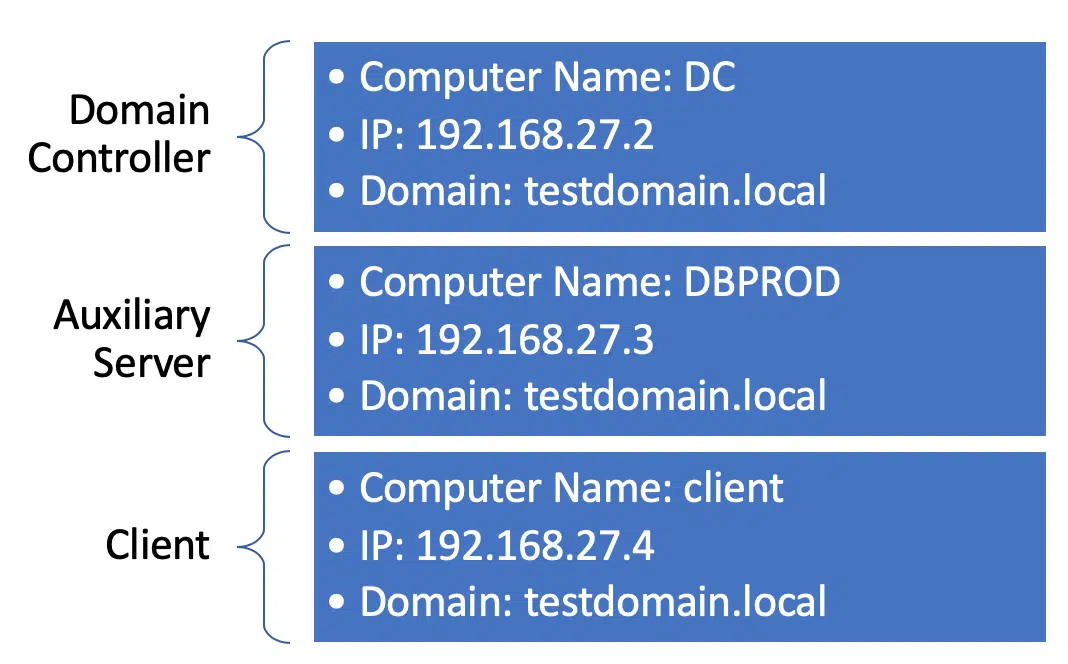 Domain
Controller
• Computer Name: DC
• IP: 192.168.27.2
• Domain: testdomain.local
Auxiliary
Server
• Computer Name: DBPROD
• IP: 192.168.27.3
• Domain: testdomain.local
Client
• Computer Name: client
• IP: 192.168.27.4
• Domain: testdomain.local